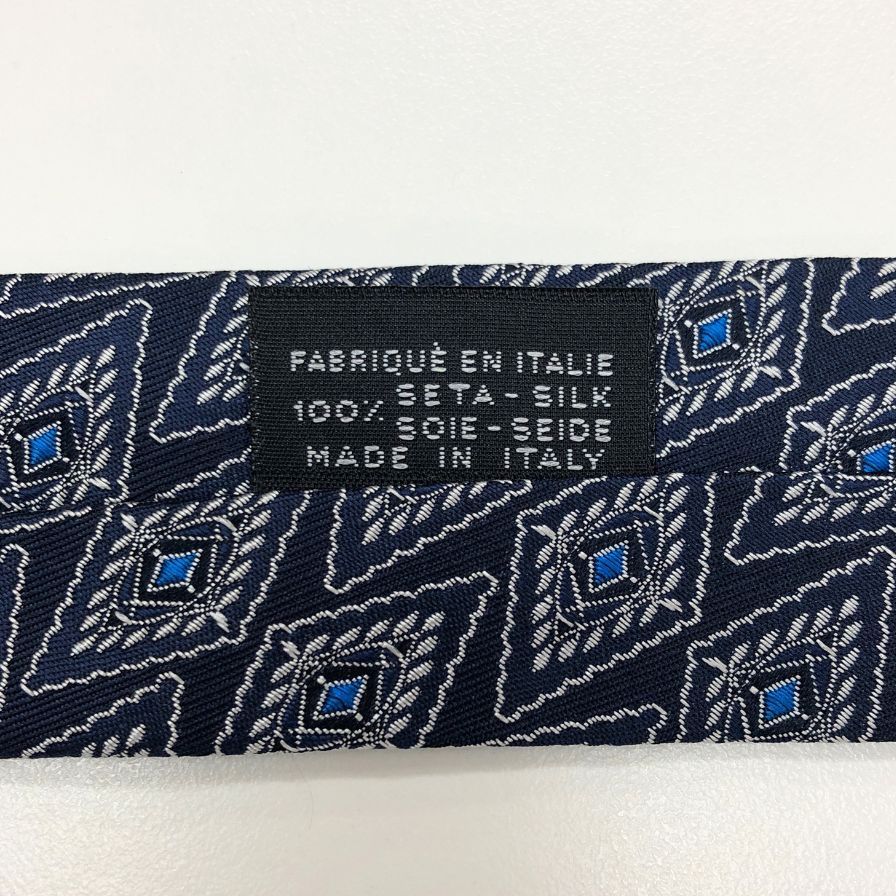 FABRIQUÈ EN ITALIE
100% SETA - SILK
SOIE - SEIDE
MADE IN ITALY